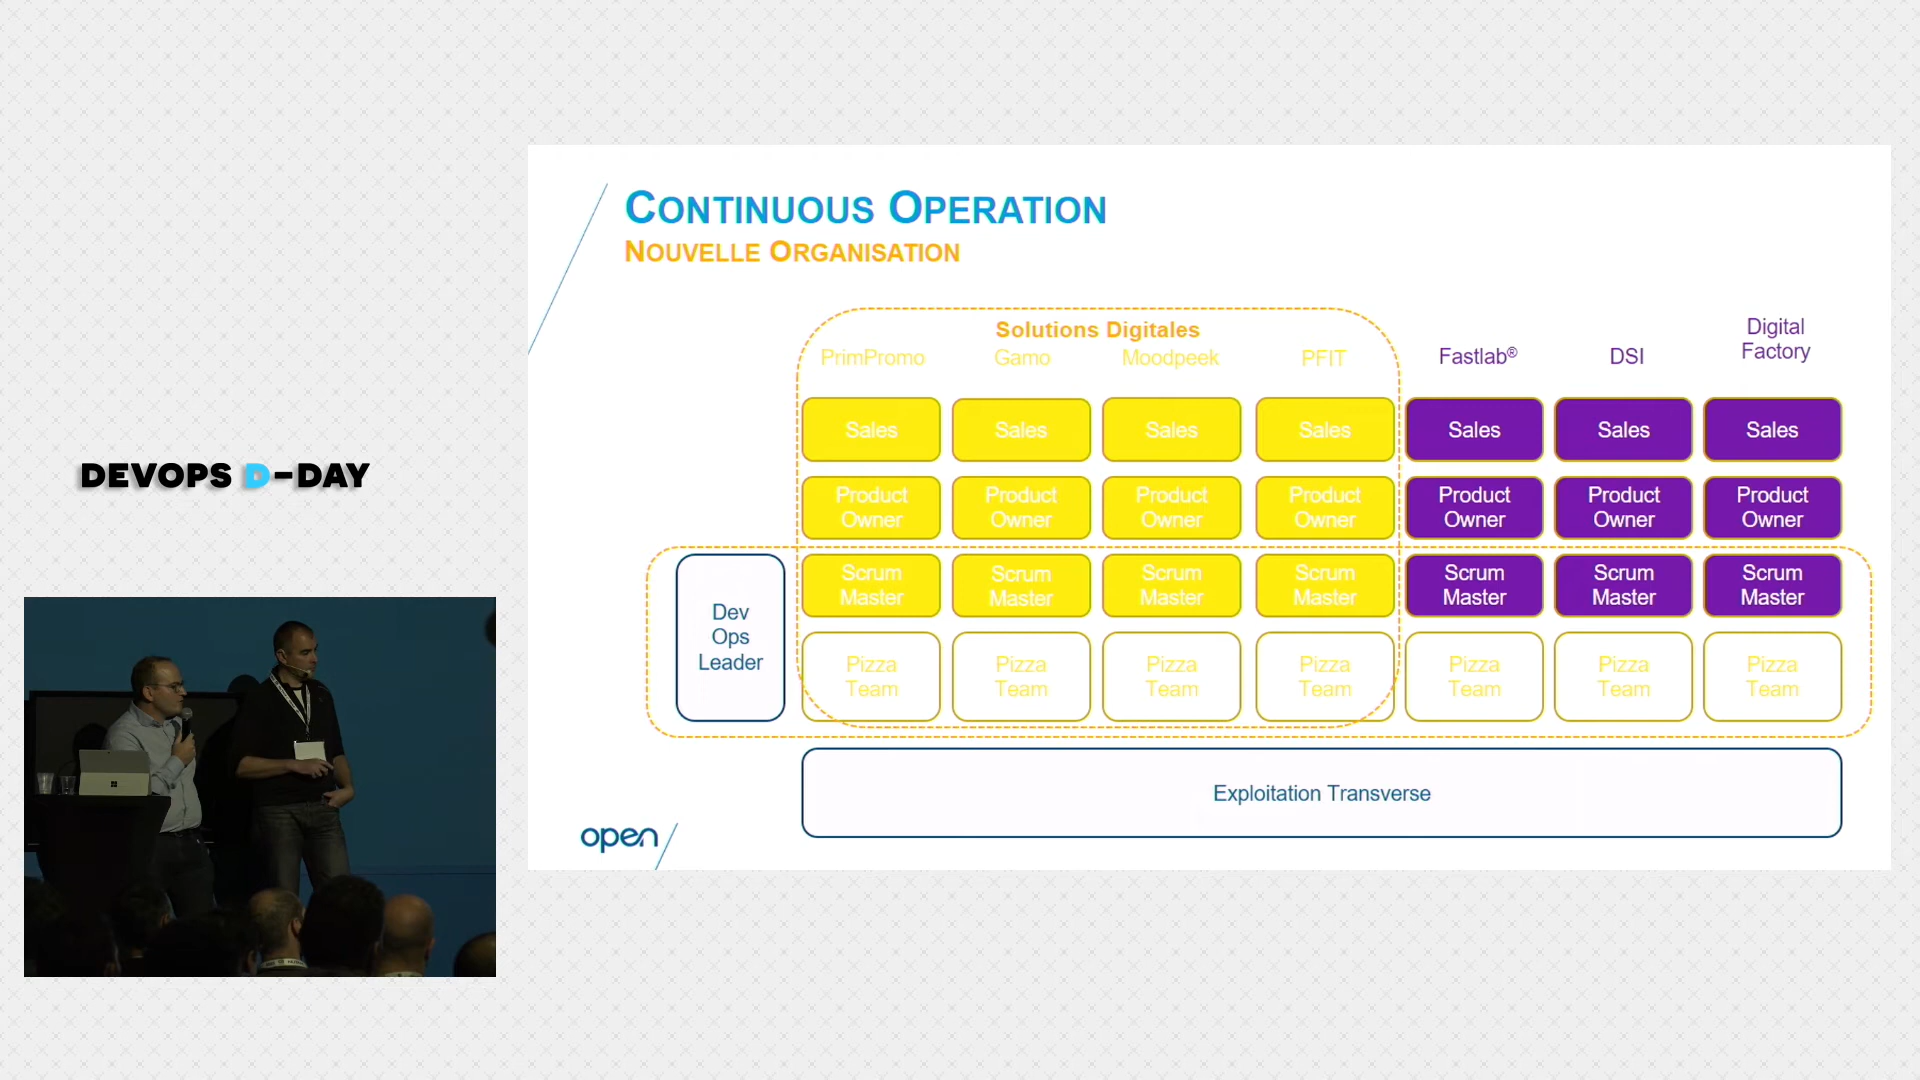 CONTINUOUS OPERATION
NOUVELLE ORGANISATION
Solutions Digitales
PrimPromo Gamo Moodpeek PFIT Fastlab® DSI Digital
Factory
Sales Sales Sales Sales Sales Sales Sales
Product Product Product Product Product Product Product
Owner Owner Owner Owner Owner Owner Owner
Scrum Scrum Scrum Scrum Scrum Scrum Scrum
Master Master Master Master Master Master Master
Dev
Ops
Leader
Pizza Pizza Pizza Pizza Pizza Pizza Pizza
Team Team Team Team Team Team Team
Exploitation Transverse
open
DEVOPS D-DAY